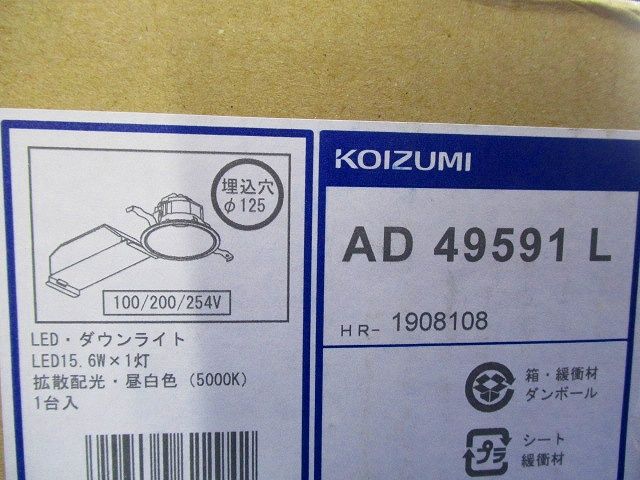 埋込穴
φ125
100/200/254V
LED・ダウンライト
LED15.6W×1灯
拡散配光・昼白色（5000K）
1台入
KOIZUMI
AD 49591 L
HR- 1908108
箱・緩衝材
ダンボール
プラ
シート
緩衝材